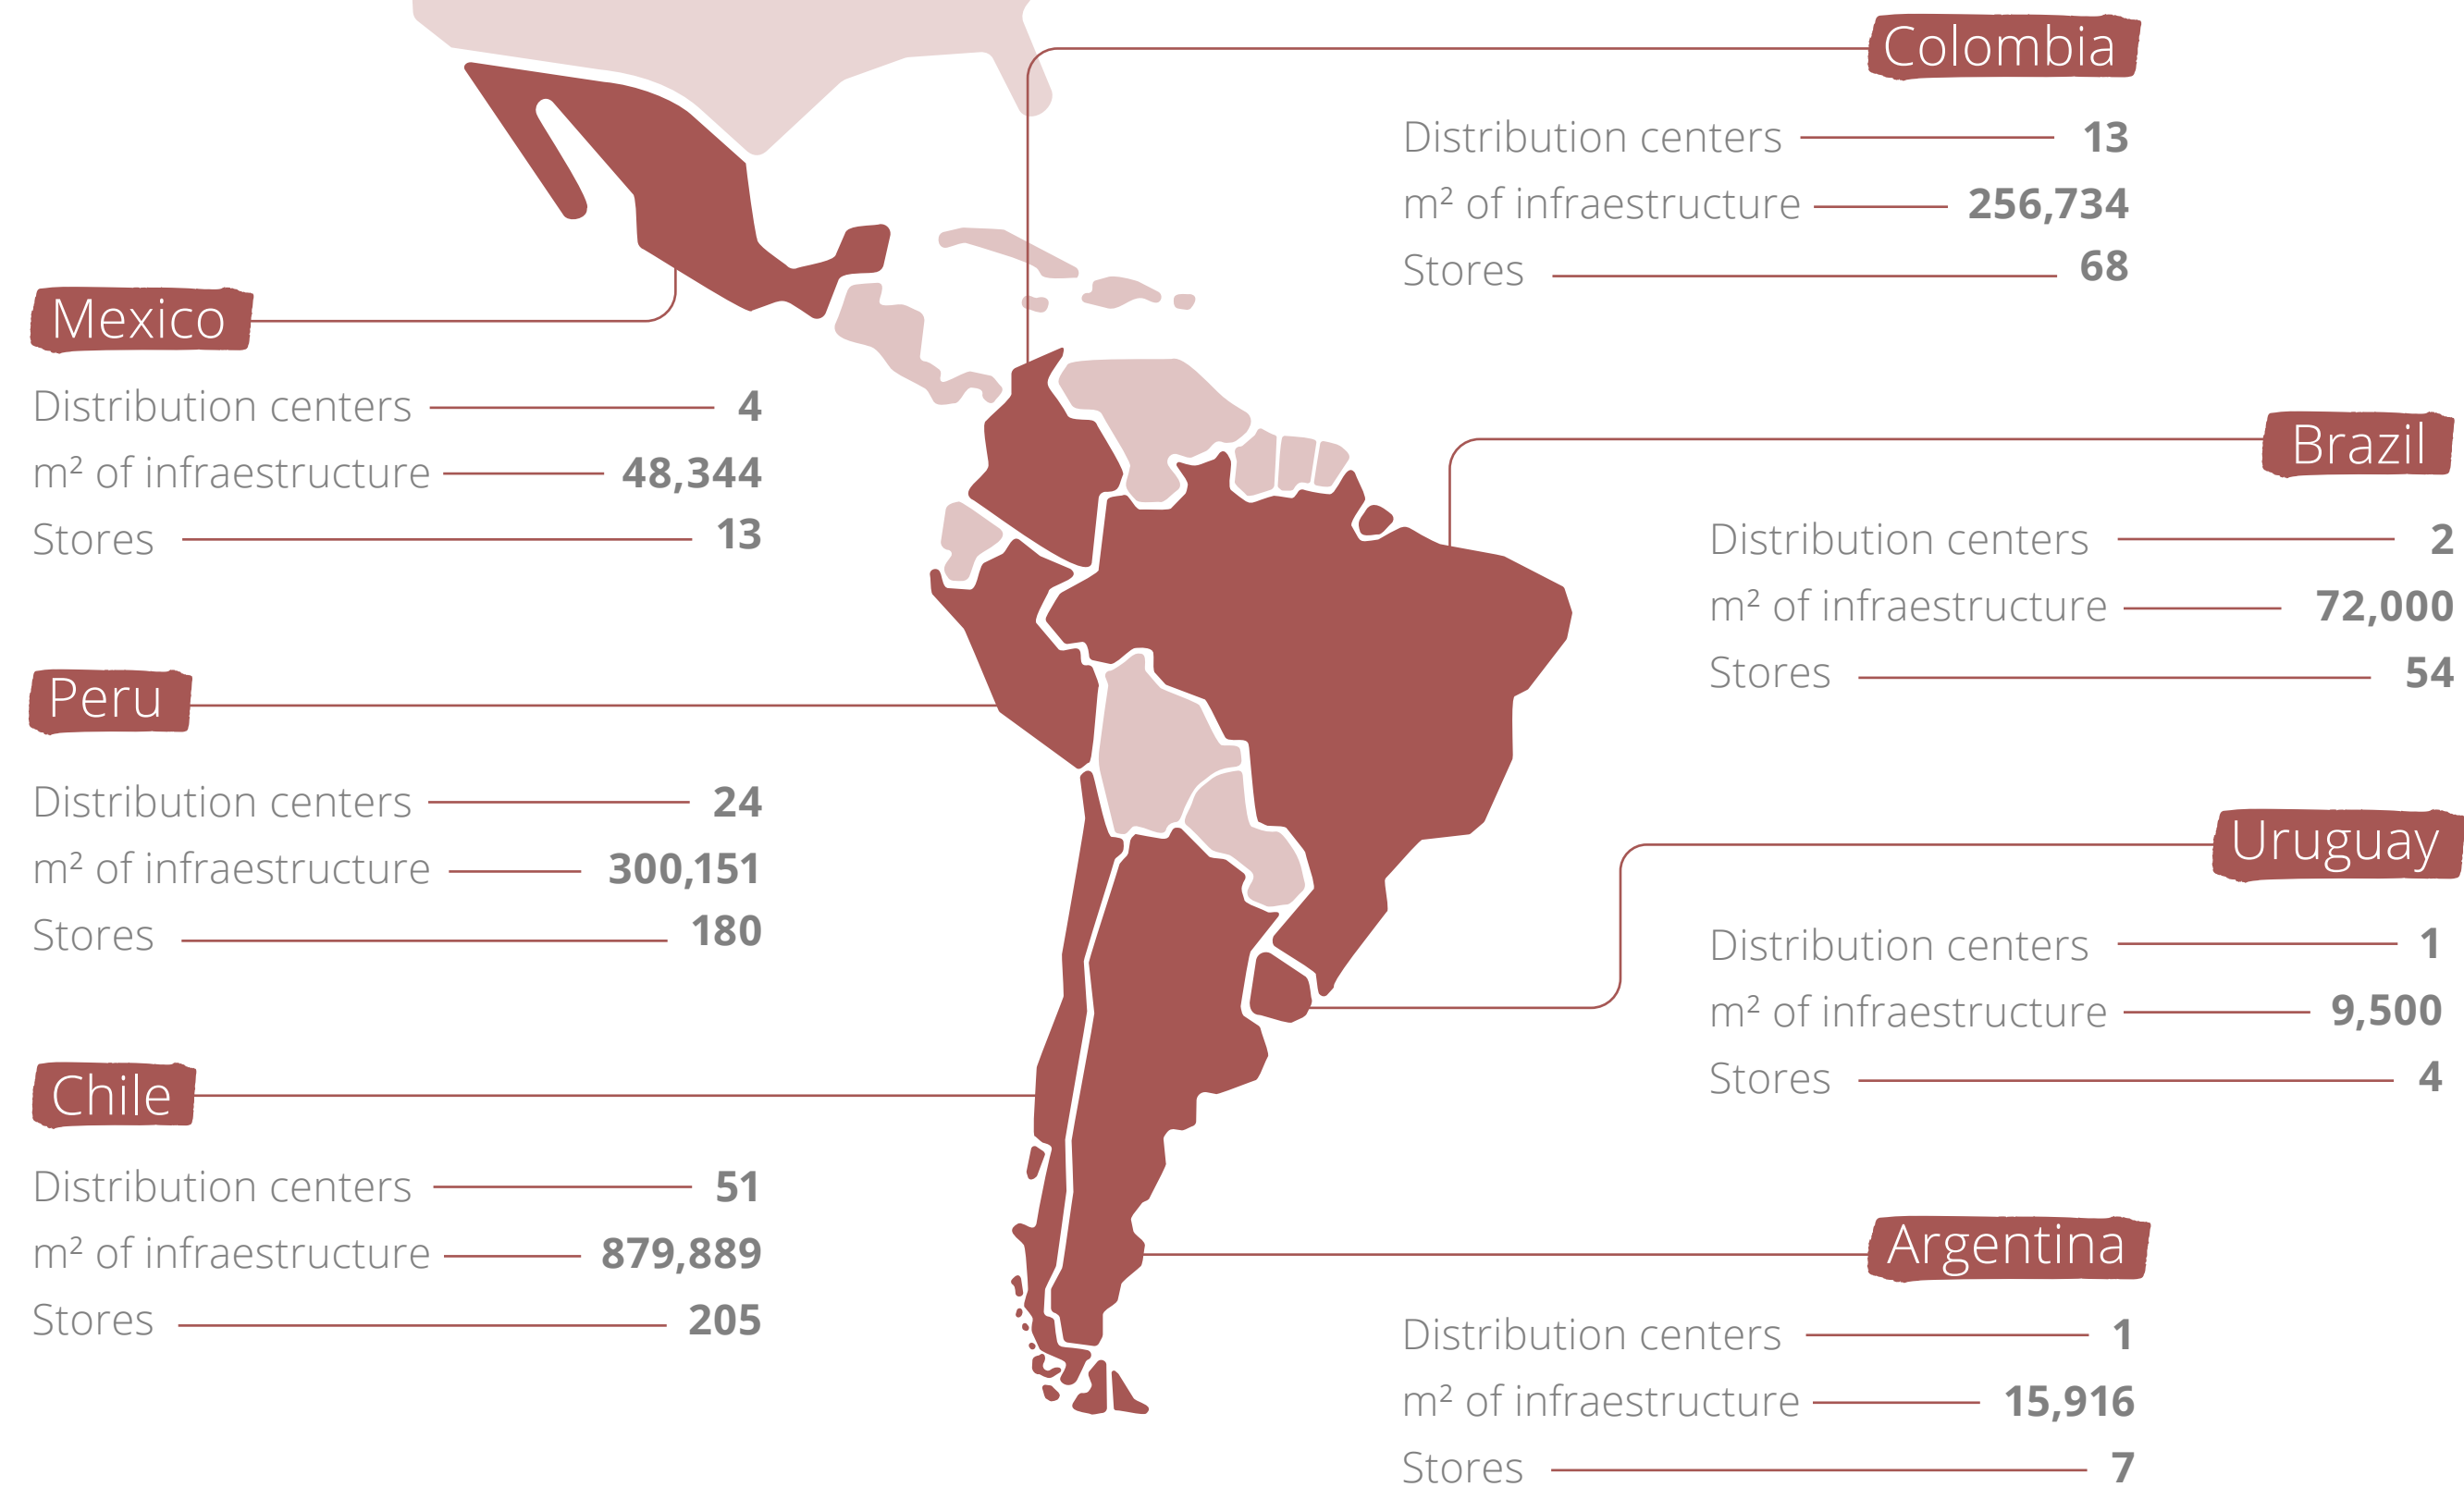 Colombia
Distribution centers 13
m² of infraestructure 256,734
Stores 68
Mexico
Distribution centers 4
m² of infraestructure 48,344
Stores 13
Brazil
Distribution centers 2
m² of infraestructure 72,000
Stores 54
Peru
Distribution centers 24
m² of infraestructure 300,151
Stores 180
Uruguay
Distribution centers 1
m² of infraestructure 9,500
Stores 4
Chile
Distribution centers 51
m² of infraestructure 879,889
Stores 205
Argentina
Distribution centers 1
m² of infraestructure 15,916
Stores 7